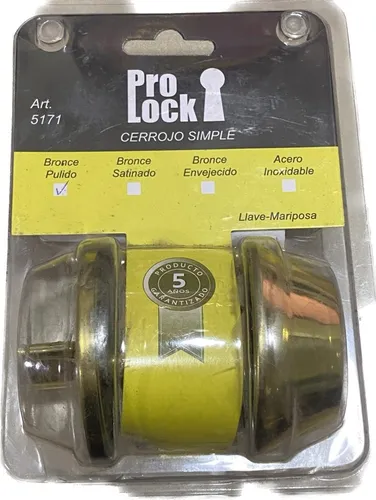 Pro
Lock
Art.
5171
CERROJO SIMPLE
Bronce Pulido
Bronce Satinado
Bronce Envejecido
Acero Inoxidable
Llave-Mariposa
PRODUCTO
5
AÑOS
GARANTIZADO